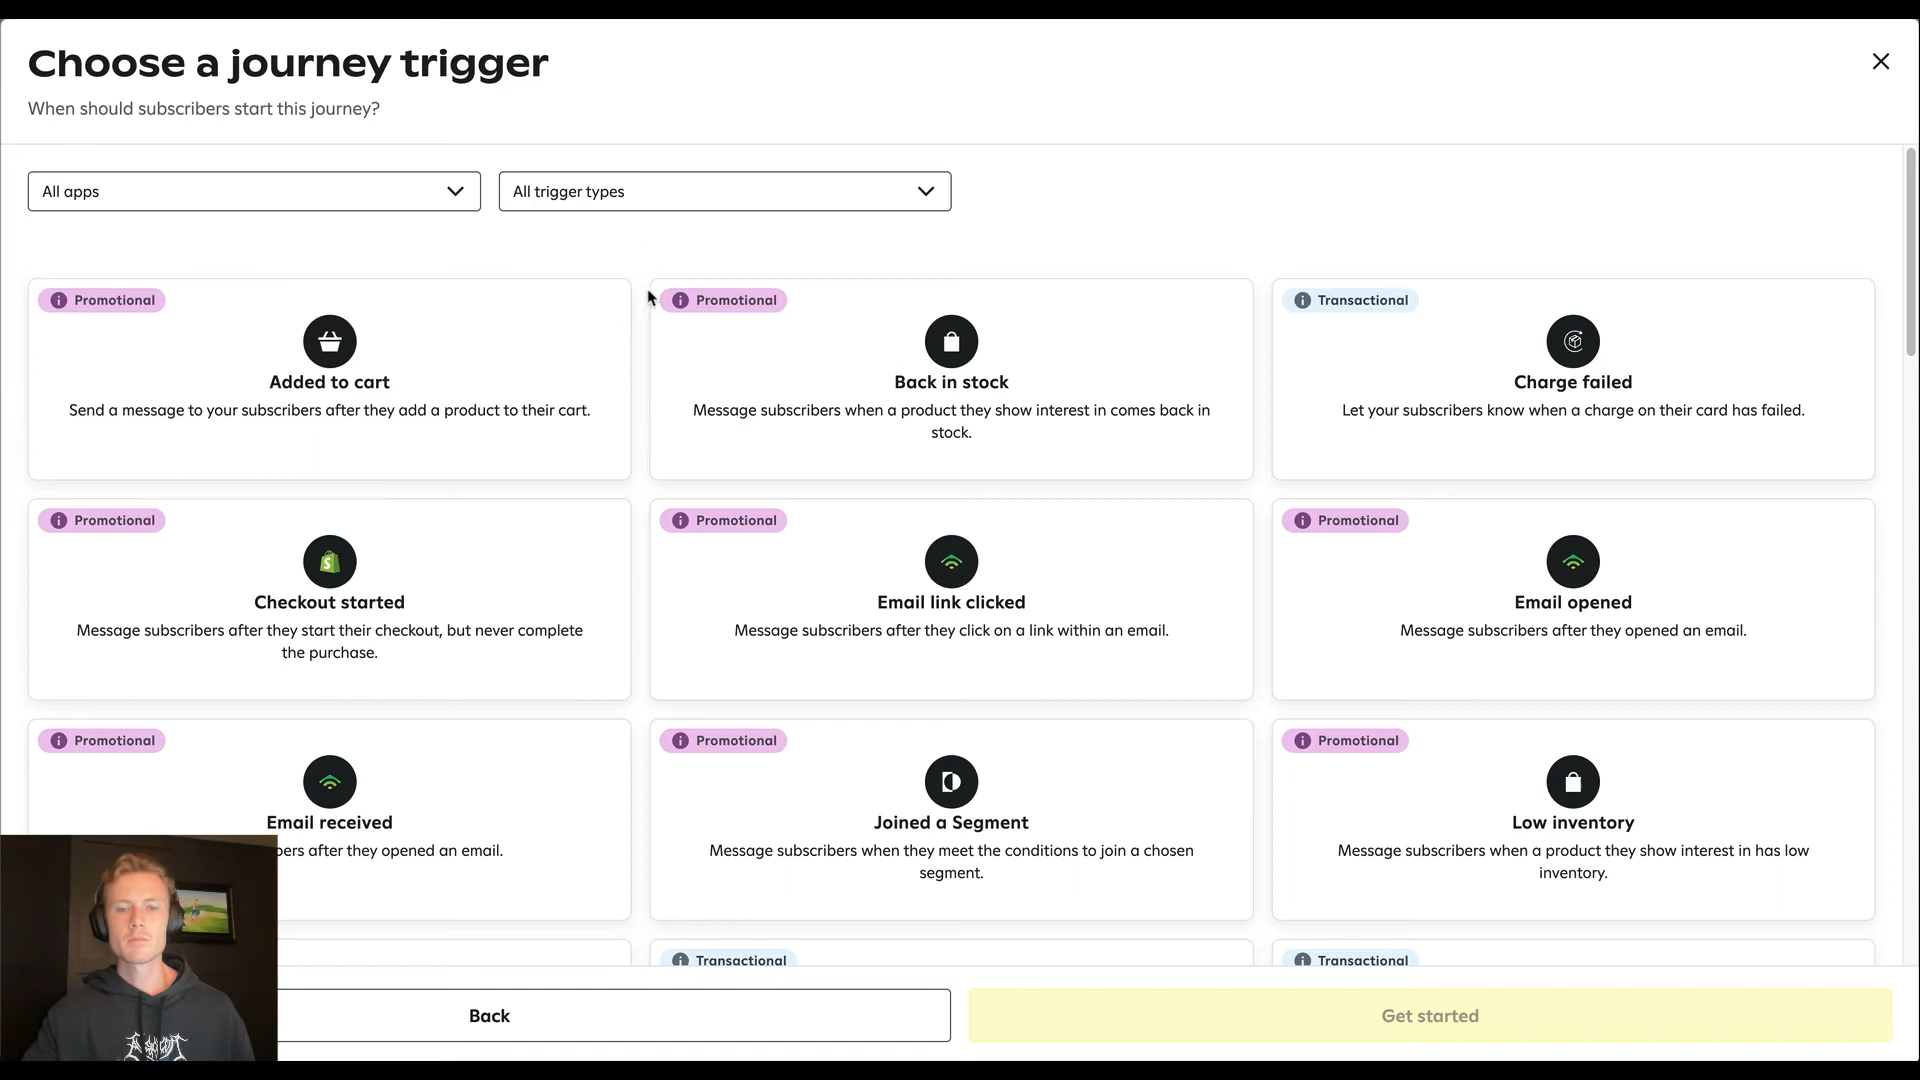 Choose a journey trigger
When should subscribers start this journey?
All apps
All trigger types
Promotional
Added to cart
Send a message to your subscribers after they add a product to their cart.
Promotional
Back in stock
Message subscribers when a product they show interest in comes back in
stock.
Transactional
Charge failed
Let your subscribers know when a charge on their card has failed.
Promotional
Checkout started
Message subscribers after they start their checkout, but never complete
the purchase.
Promotional
Email link clicked
Message subscribers after they click on a link within an email.
Promotional
Email opened
Message subscribers after they opened an email.
Promotional
Email received
bers after they opened an email.
Promotional
Joined a Segment
Message subscribers when they meet the conditions to join a chosen
segment.
Promotional
Low inventory
Message subscribers when a product they show interest in has low
inventory.
Transactional
Transactional
Back
Get started